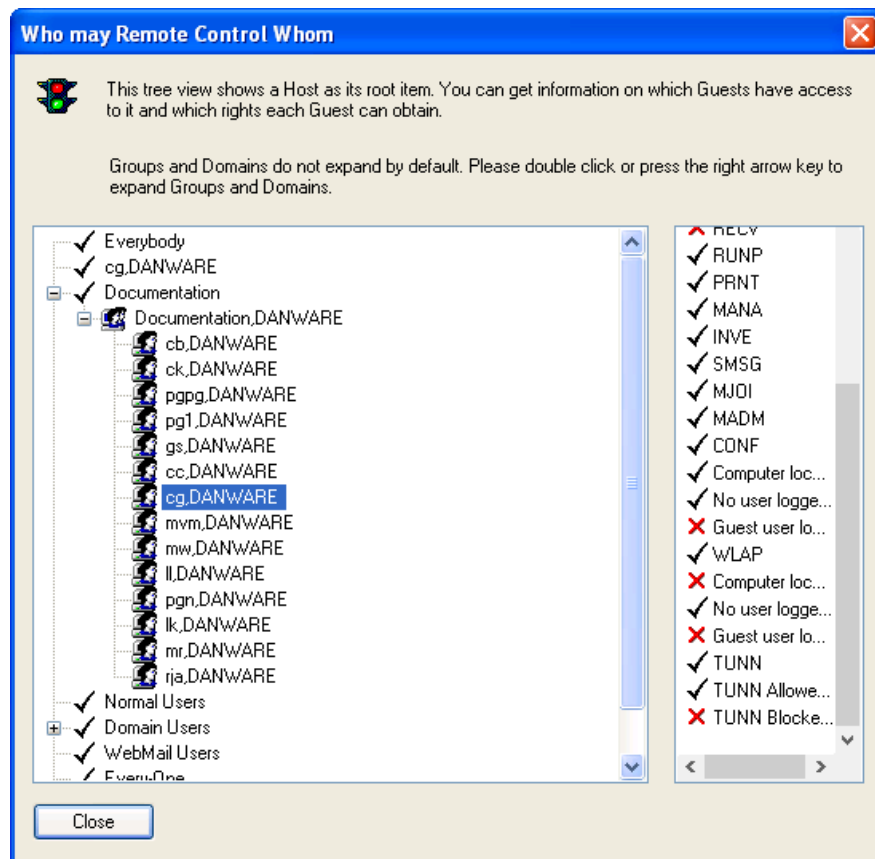 Who may Remote Control Whom
This tree view shows a Host as its root item. You can get information on which Guests have access
to it and which rights each Guest can obtain.
Groups and Domains do not expand by default. Please double click or press the right arrow key to
expand Groups and Domains.
Everybody
cg,DANWARE
Documentation
Documentation,DANWARE
cb,DANWARE
ck,DANWARE
pgpg,DANWARE
pg1,DANWARE
gs,DANWARE
cc,DANWARE
cg,DANWARE
mvm,DANWARE
mw,DANWARE
ll,DANWARE
pgn,DANWARE
lk,DANWARE
mr,DANWARE
rja,DANWARE
Normal Users
Domain Users
WebMail Users
Every-One
RECV
RUNP
PRNT
MANA
INVE
SMSG
MJOI
MADM
CONF
Computer loc...
No user logge...
Guest user lo...
WLAP
Computer loc...
No user logge...
Guest user lo...
TUNN
TUNN Allowe...
TUNN Blocke...
Close